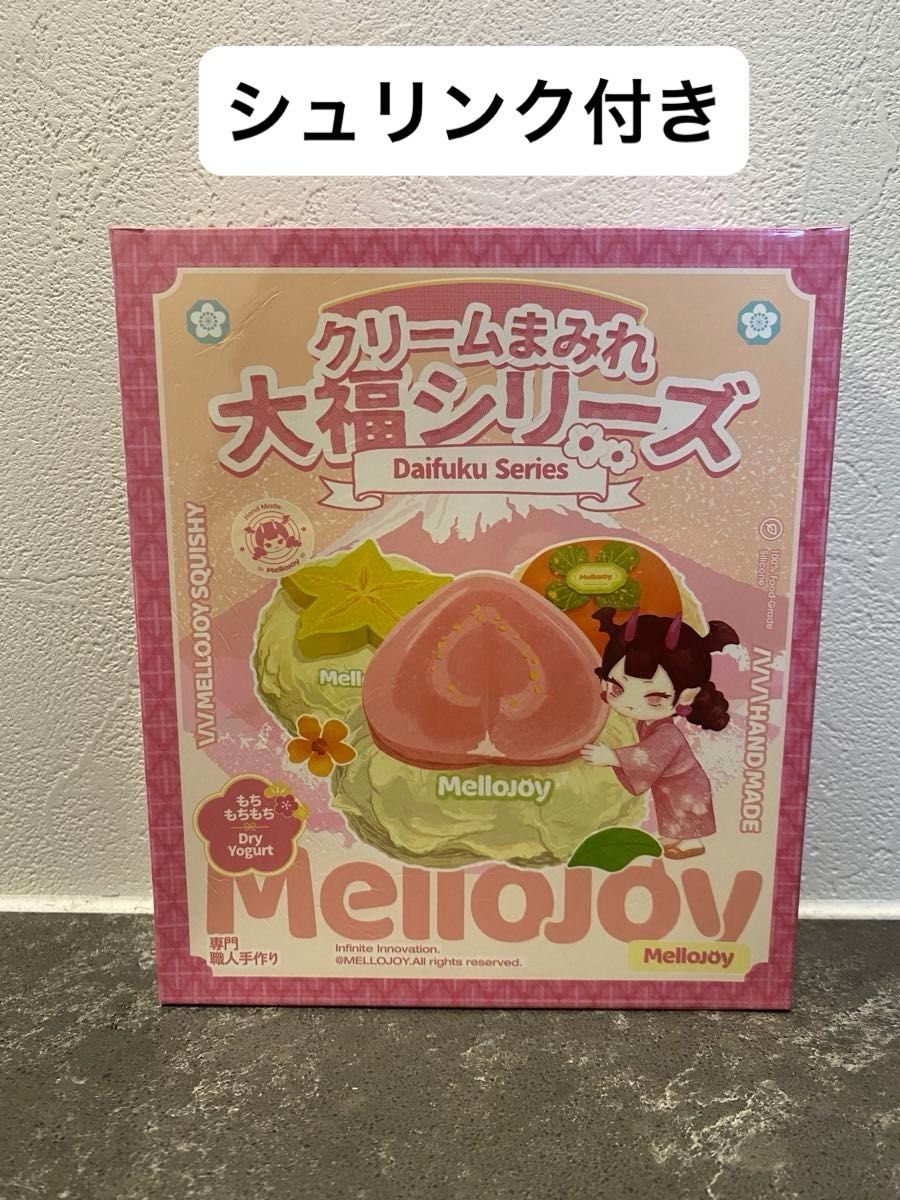 シュリンク付き
クリームまみれ
大福シリーズ
Daifuku Series
Hand Made
MelloJoy
MELLOJOY SQUISHY
100% Food-Grade
Silicone
MelloJoy
Mell
MelloJoy
HAND MADE
もち
もちもち
Dry
Yogurt
MelloJoy
専門
職人手作り
Infinite Innovation.
@MELLOJOY.All rights reserved.
MelloJoy